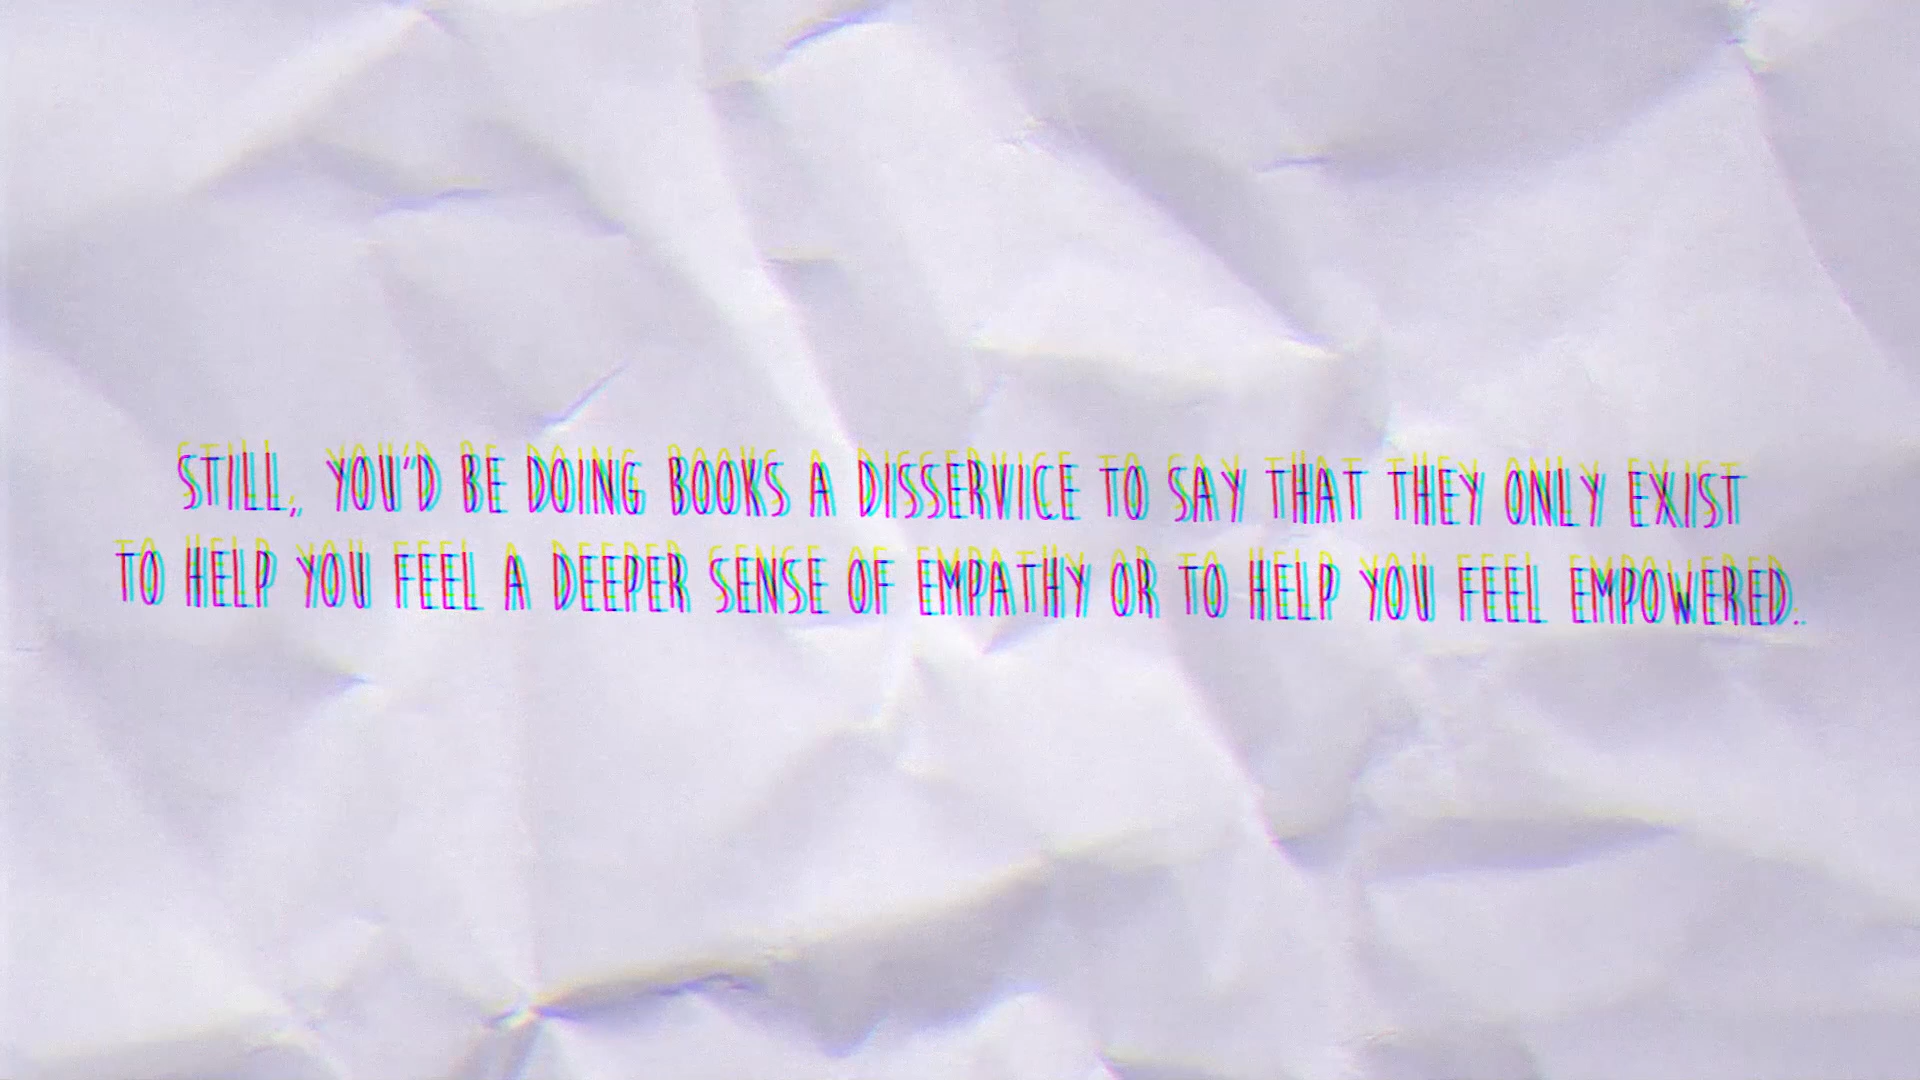 STILL, YOU'D BE DOING BOOKS A DISSERVICE TO SAY THAT THEY ONLY EXIST
TO HELP YOU FEEL A DEEPER SENSE OF EMPATHY OR TO HELP YOU FEEL EMPOWERED.